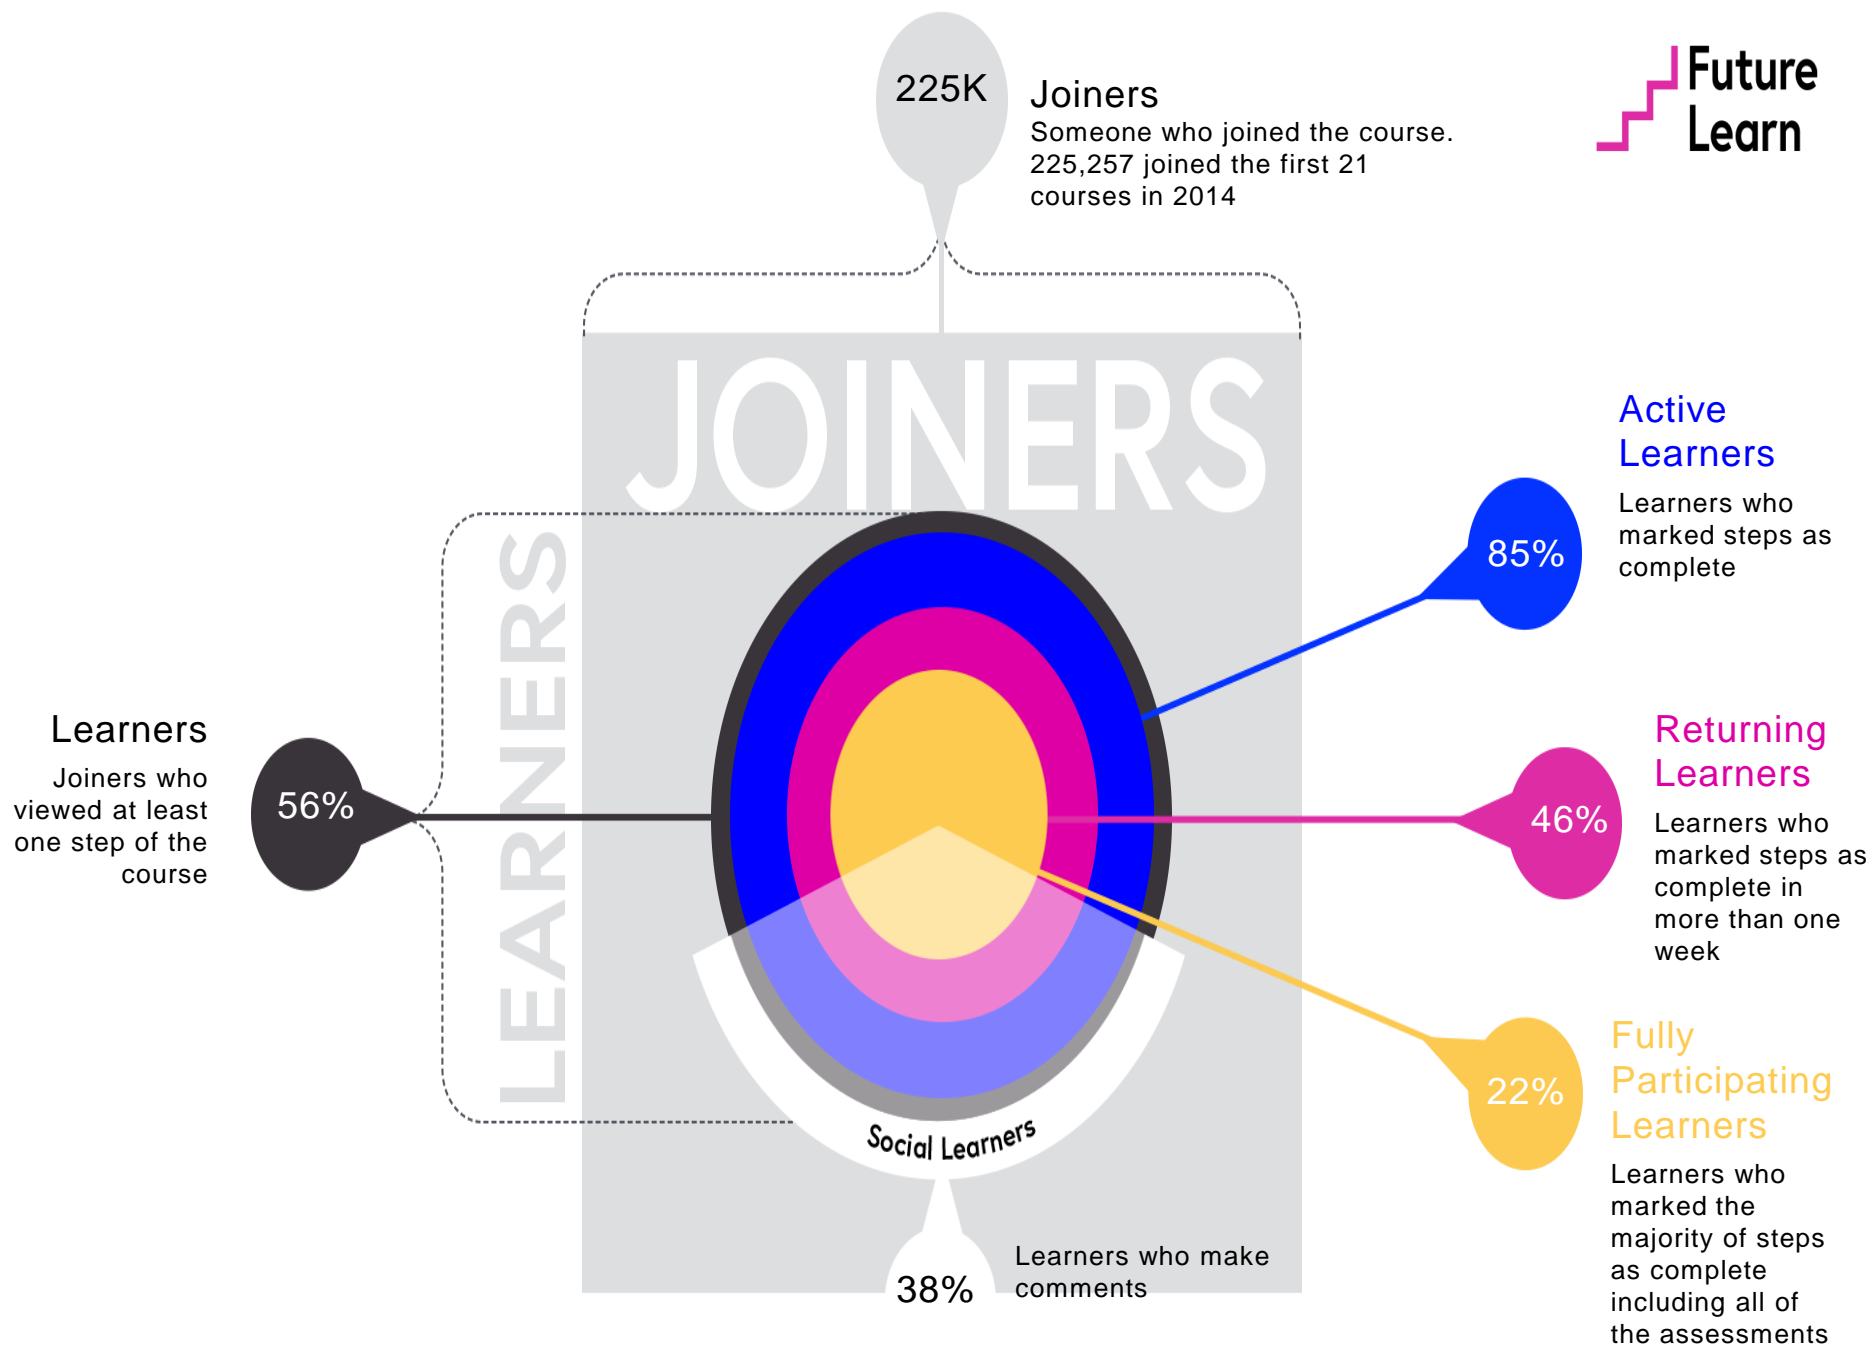 225K
Joiners
Someone who joined the course.
225,257 joined the first 21
courses in 2014
Future
Learn
JOINERS
LEARNERS
Active
Learners
Learners who
marked steps as
complete
85%
Learners
Joiners who
viewed at least
one step of the
course
56%
Returning
Learners
Learners who
marked steps as
complete in
more than one
week
46%
Fully
Participating
Learners
Learners who
marked the
majority of steps
as complete
including all of
the assessments
22%
Social Learners
38%
Learners who make
comments